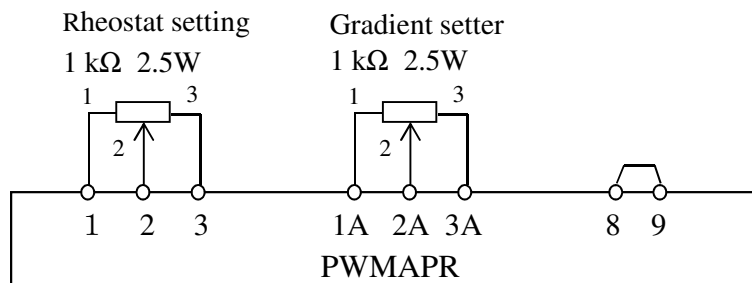 Rheostat setting Gradient setter
1 kΩ 2.5W 1 kΩ 2.5W
1 3 1 3
2 2
1 2 3 1A 2A 3A 8 9
PWMAPR